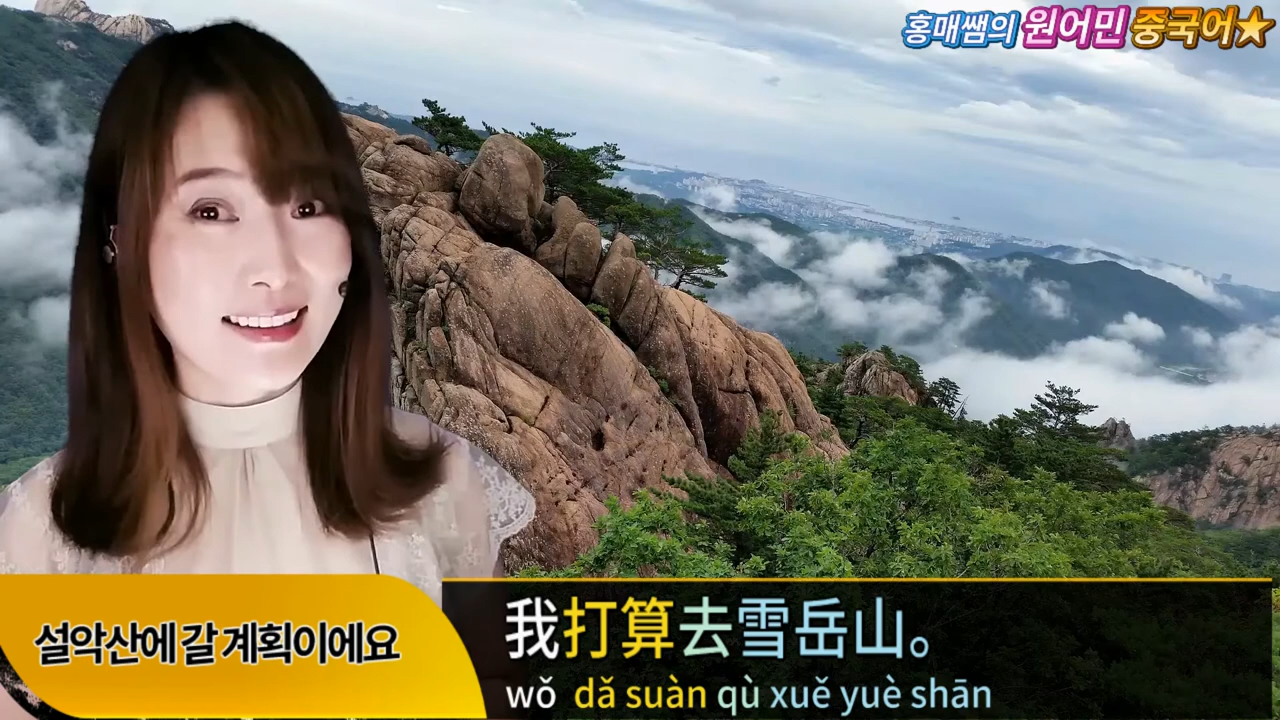 홍매쌤의 원어민 중국어★
설악산에 갈 계획이에요
我打算去雪岳山。
wǒ dǎ suàn qù xuě yuè shān